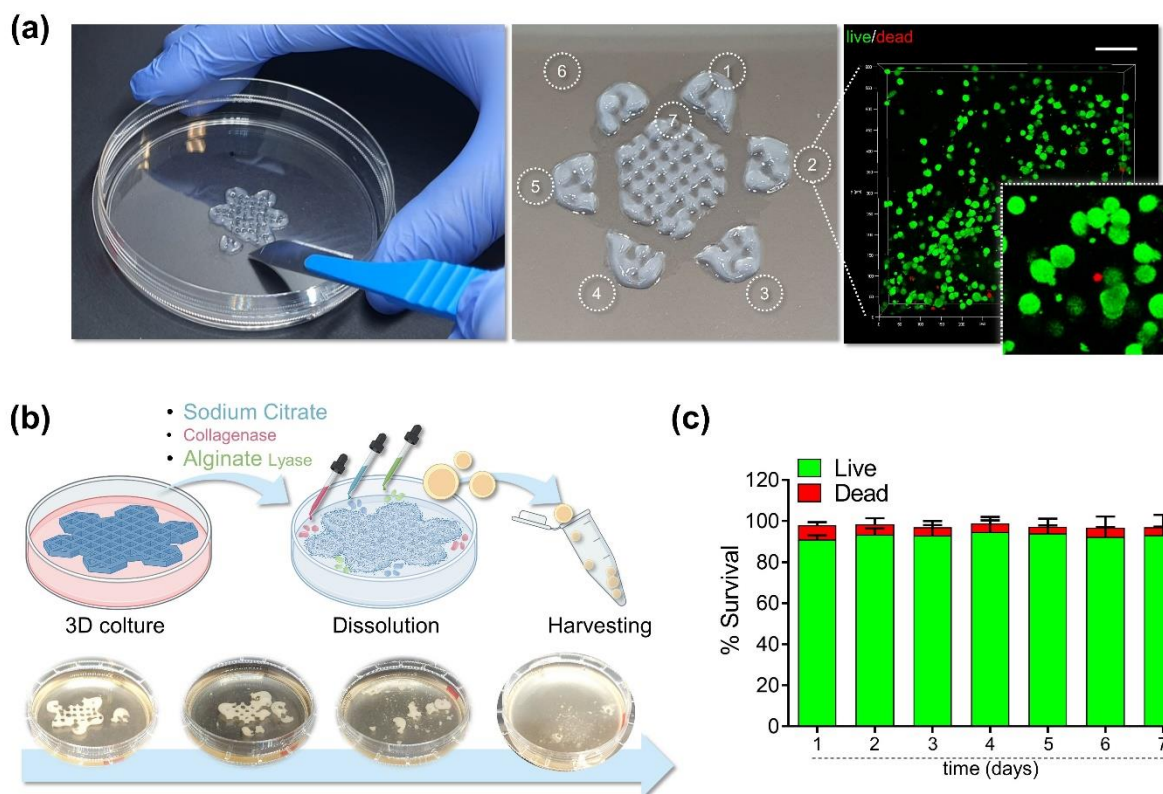 (a)
live/dead
6
1
7
2
5
4
3
(b)
• Sodium Citrate
• Collagenase
• Alginate Lyase
3D colture
Dissolution
Harvesting
(c)
Live
Dead
120
100
80
60
40
20
0
% Survival
1 2 3 4 5 6 7
time (days)